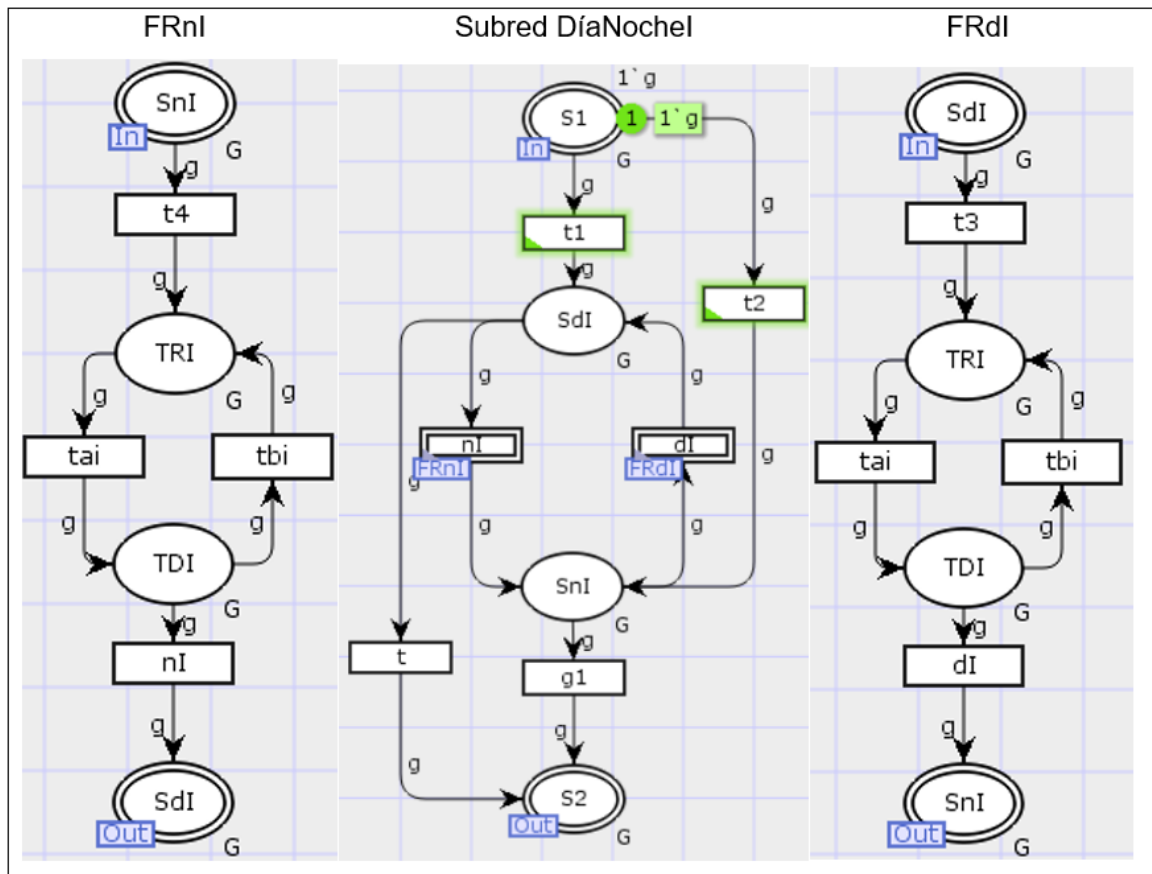 FRnI
SnI
In
G
g
t4
g
TRI
G
g
g
tai
tbi
g
g
TDI
G
g
nI
g
SdI
Out
G
Subred DíaNocheI
1`g
S1
1
1`g
In
G
g
g
t1
g
t2
SdI
G
g
g
nI
dI
FRnI
FRdI
g
g
g
g
SnI
G
g
t
g1
g
g
S2
Out
G
FRdI
SdI
In
G
g
t3
g
TRI
G
g
g
tai
tbi
g
g
TDI
G
g
dI
g
SnI
Out
G